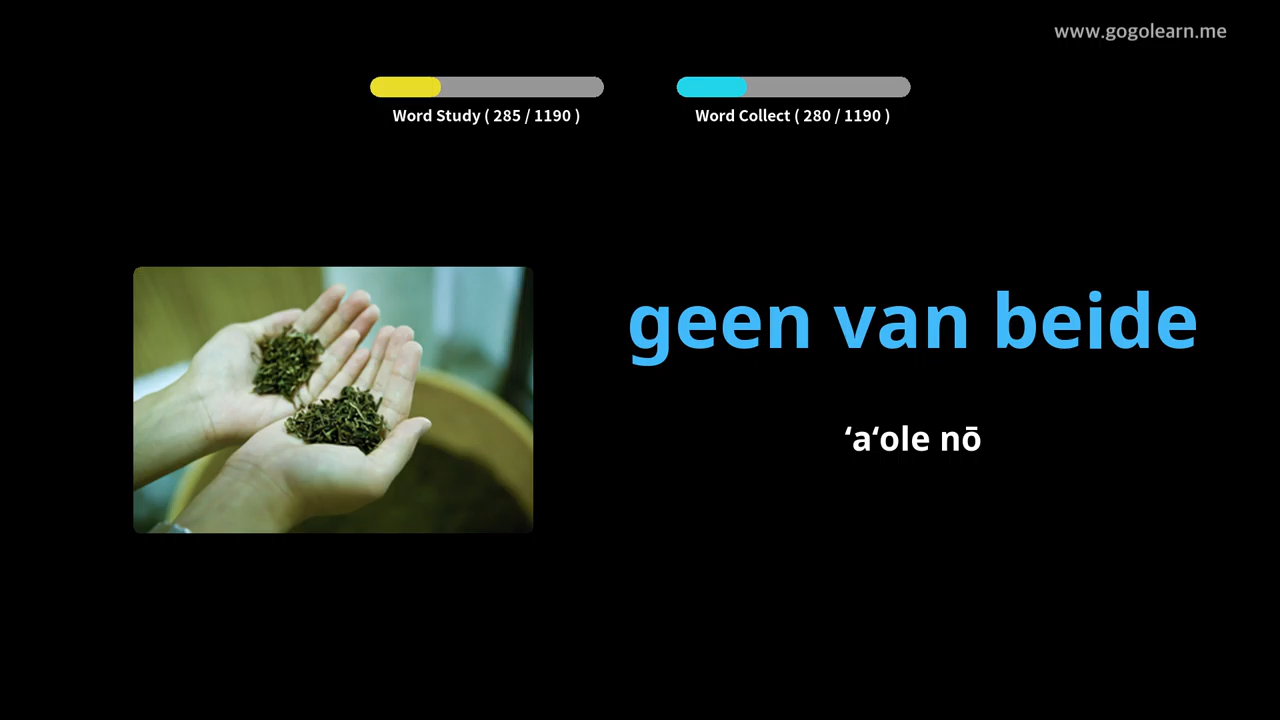 www.gogolearn.me
Word Study ( 285 / 1190 )
Word Collect ( 280 / 1190 )
geen van beide
ʻaʻole nō